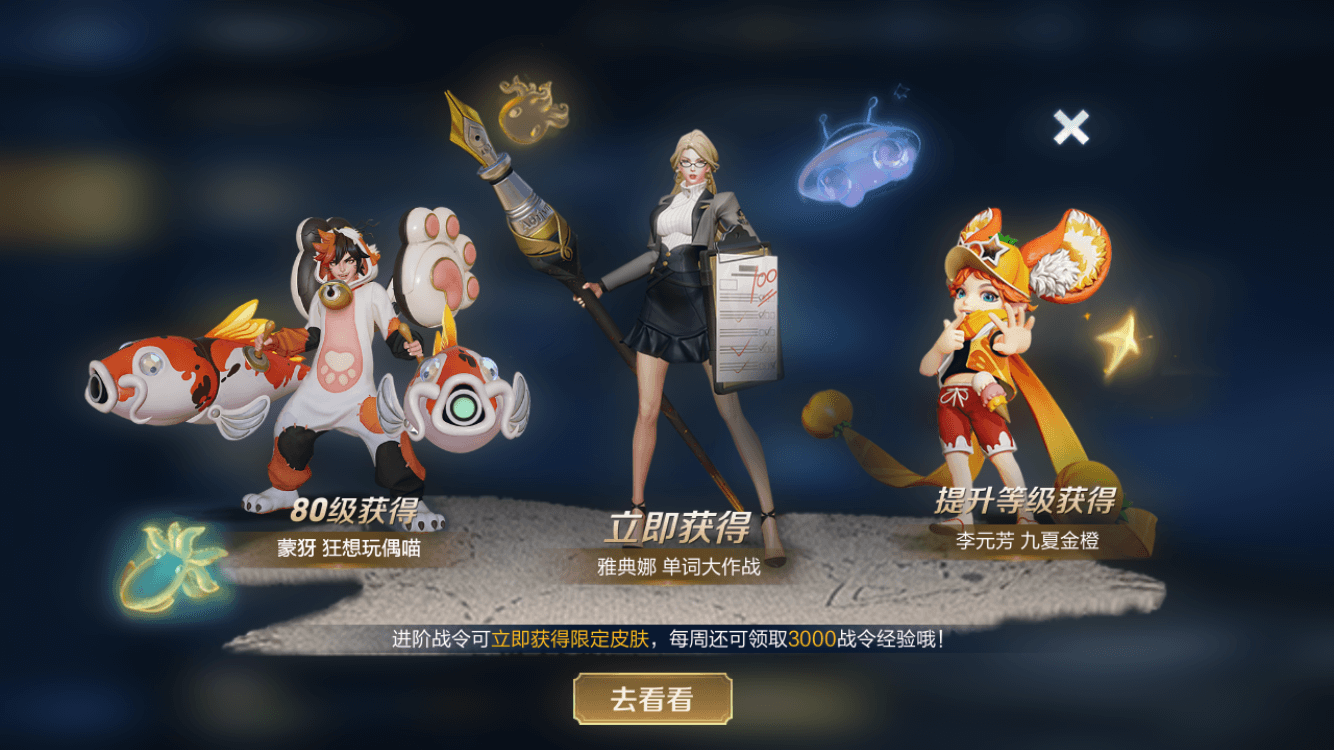 100
80级获得
蒙犽 狂想玩偶喵
立即获得
雅典娜 单词大作战
提升等级获得
李元芳 九夏金橙
进阶战令可立即获得限定皮肤，每周还可领取3000战令经验哦！
去看看